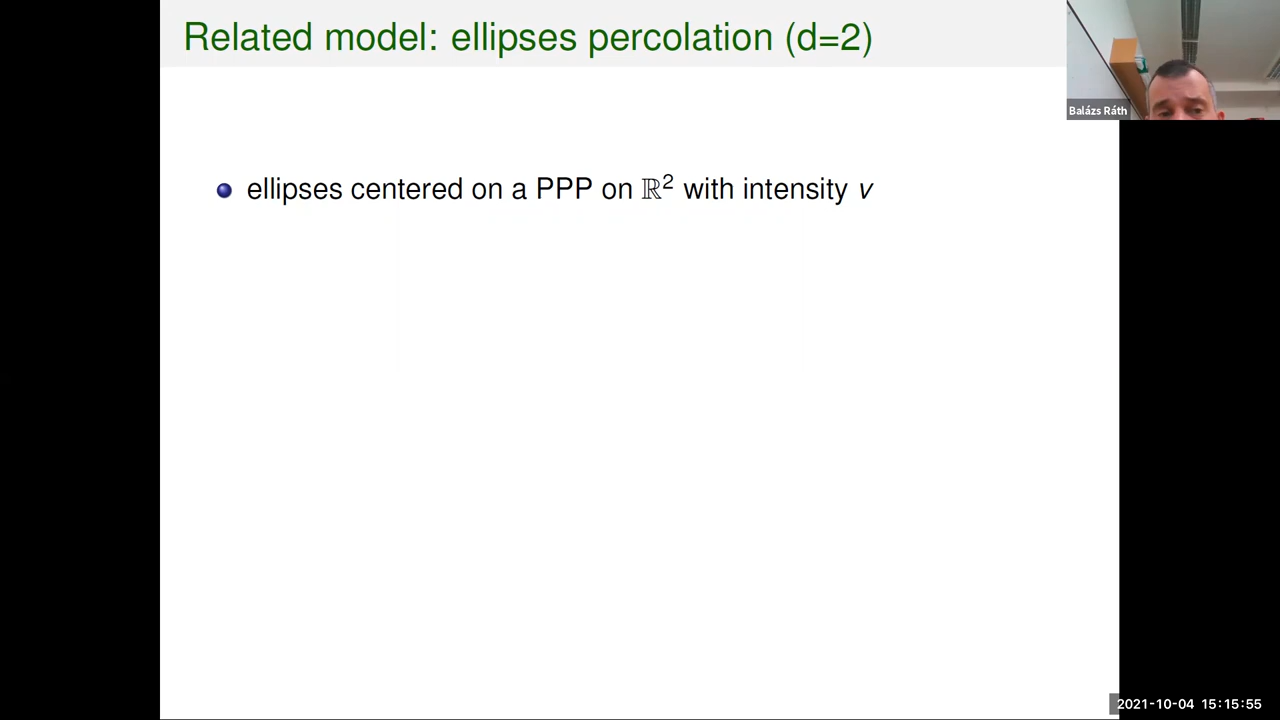 Related model: ellipses percolation (d=2)
Balázs Ráth
ellipses centered on a PPP on ℝ² with intensity v
2021-10-04 15:15:55